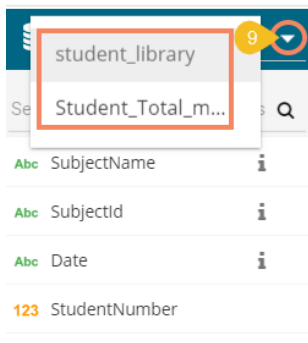 student_library
9
Student_Total_m...
Se s
Abc SubjectName i
Abc SubjectId i
Abc Date i
123 StudentNumber